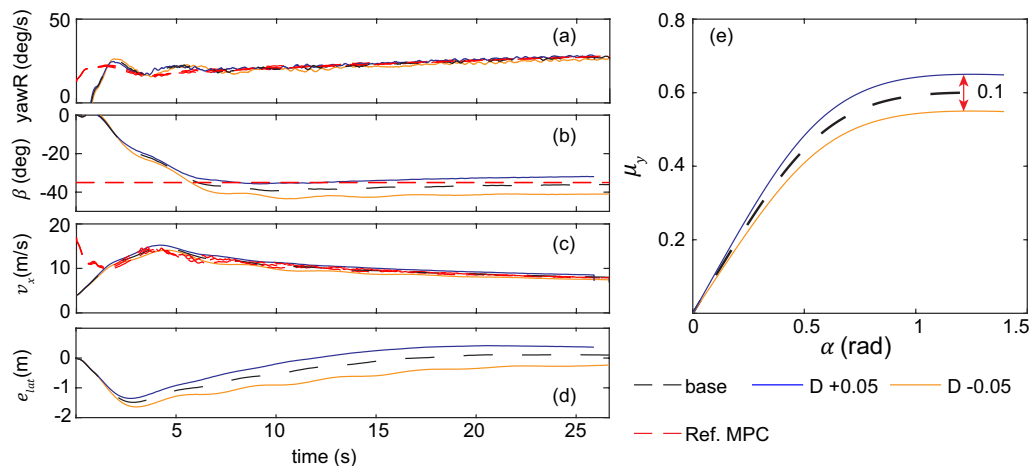 yawR (deg/s)
50
0
(a)
β (deg)
0
-20
-40
(b)
v_x(m/s)
20
10
0
(c)
e_lat(m)
0
-1
-2
(d)
5 10 15 20 25
time (s)
(e)
μ_y
0.8
0.6
0.4
0.2
0
0.1
0 0.5 1 1.5
α (rad)
base D +0.05 D -0.05
Ref. MPC